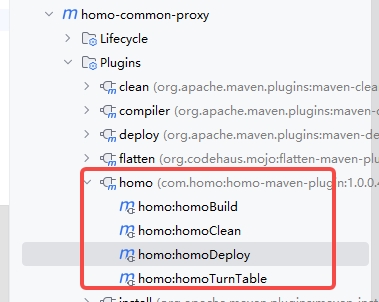 homo-common-proxy
Lifecycle
Plugins
clean (org.apache.maven.plugins:maven-clea
compiler (org.apache.maven.plugins:maven-
deploy (org.apache.maven.plugins:maven-de
flatten (org.codehaus.mojo:flatten-maven-plu
homo (com.homo:homo-maven-plugin:1.0.0.4
homo:homoBuild
homo:homoClean
homo:homoDeploy
homo:homoTurnTable